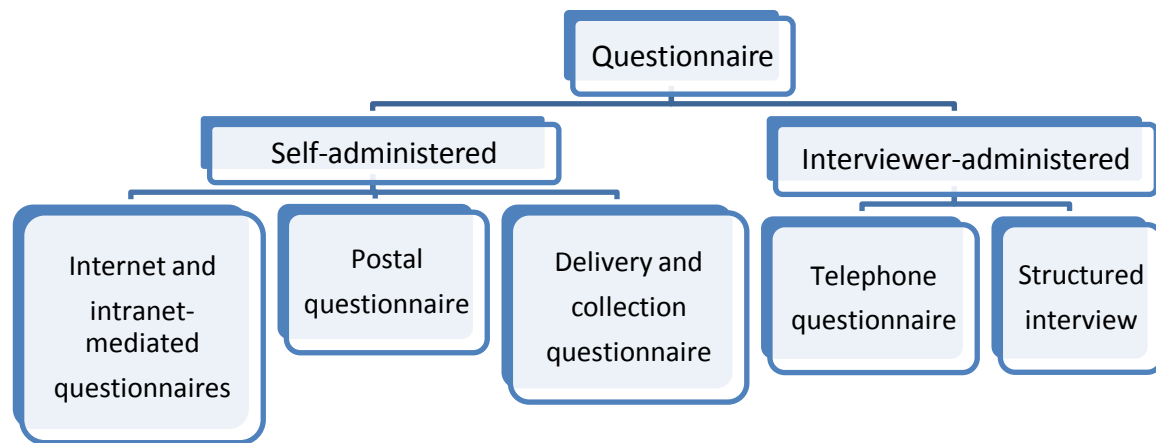 Questionnaire
Self-administered
Interviewer-administered
Internet and
intranet-
mediated
questionnaires
Postal
questionnaire
Delivery and
collection
questionnaire
Telephone
questionnaire
Structured
interview